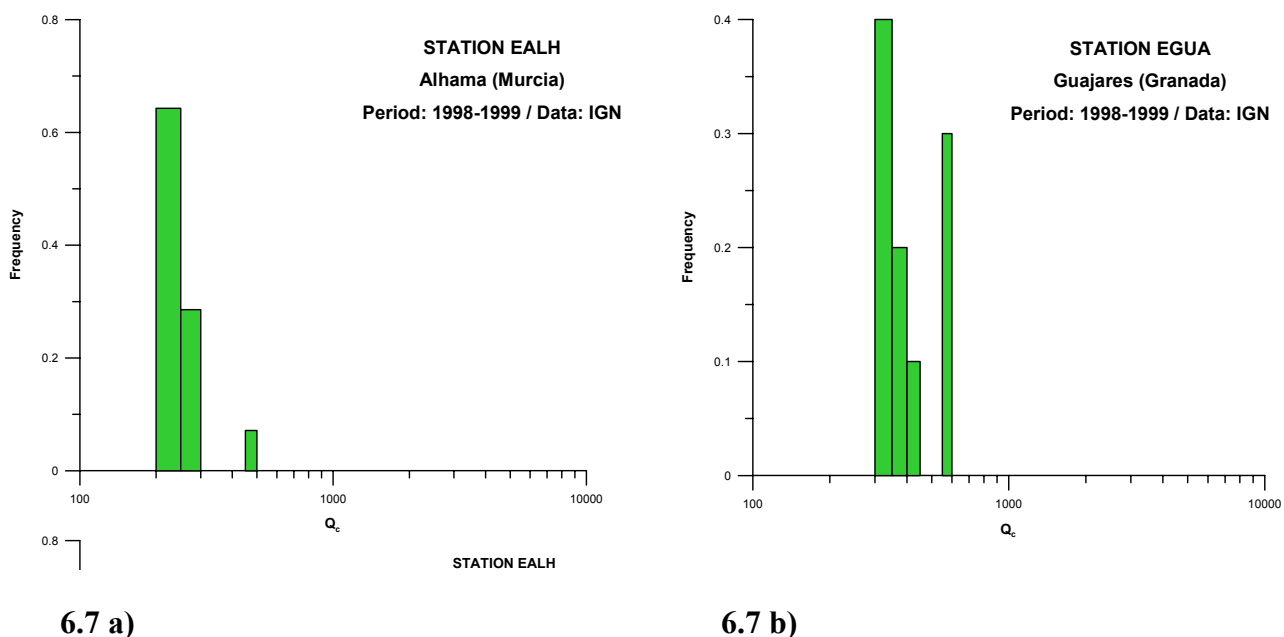 STATION EALH
Alhama (Murcia)
Period: 1998-1999 / Data: IGN
0.8
0.6
0.4
0.2
0
Frequency
100
1000
10000
Qc
0.8
STATION EALH
6.7 a)
STATION EGUA
Guajares (Granada)
Period: 1998-1999 / Data: IGN
0.4
0.3
0.2
0.1
0
Frequency
100
1000
10000
Qc
6.7 b)